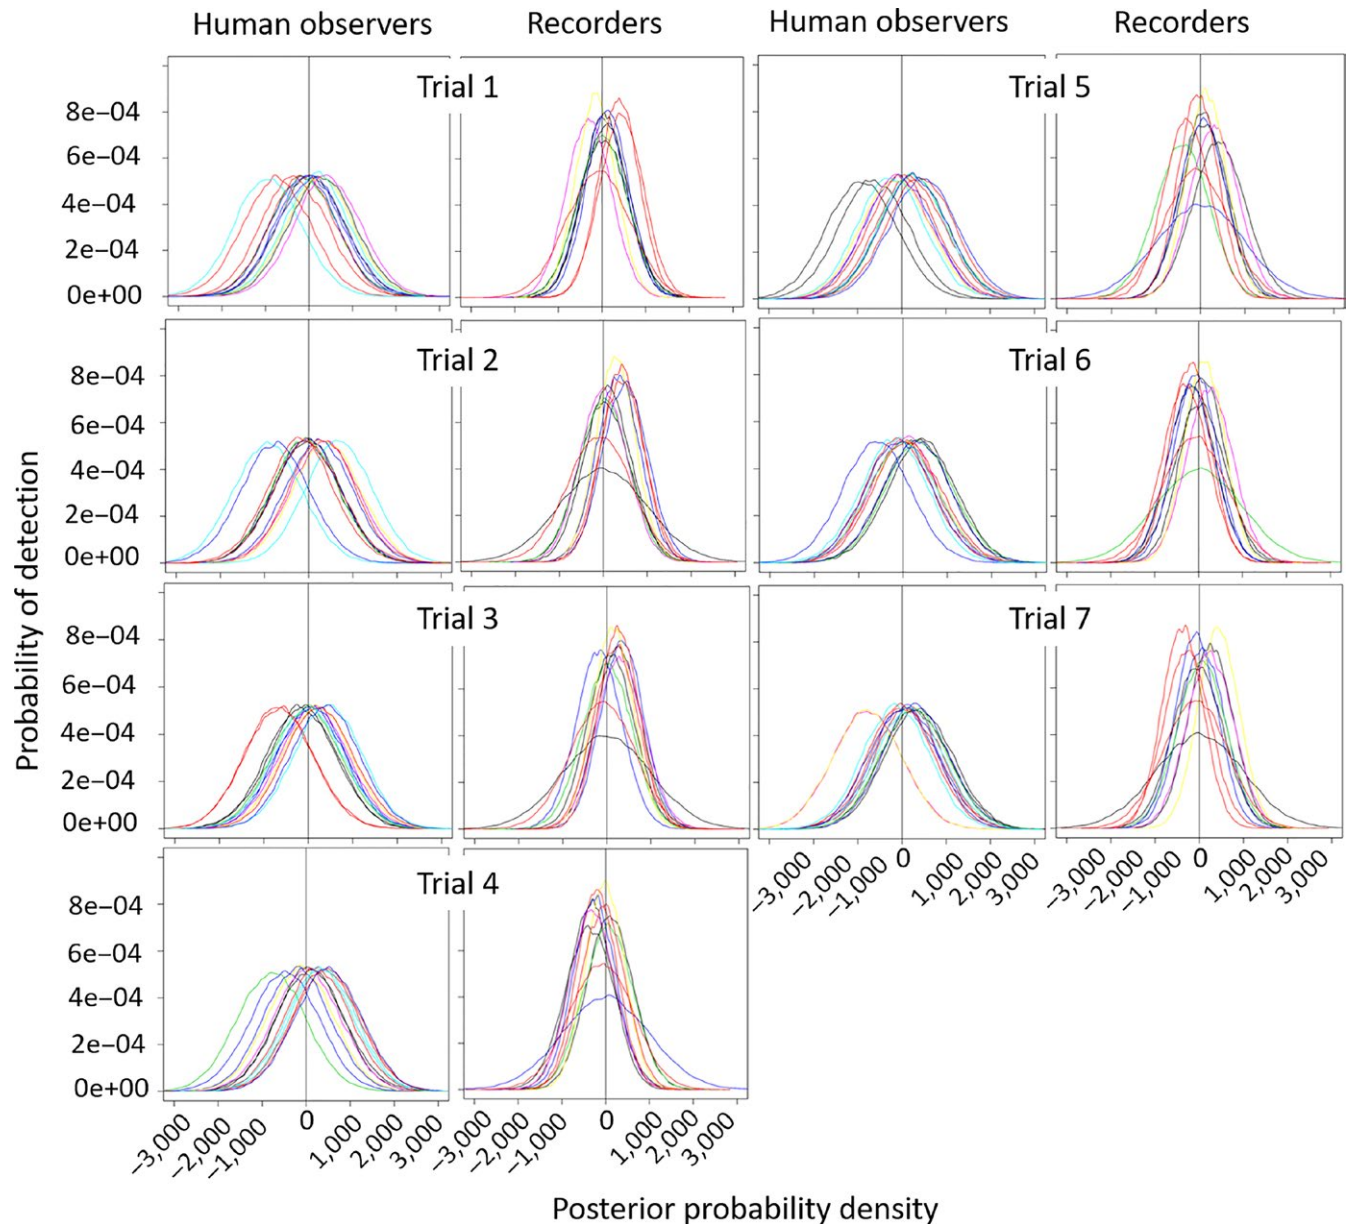 Human observers
Recorders
Human observers
Recorders
Trial 1
Trial 5
8e−04
6e−04
4e−04
2e−04
0e+00
Trial 2
Trial 6
8e−04
6e−04
4e−04
2e−04
0e+00
Probability of detection
Trial 3
Trial 7
8e−04
6e−04
4e−04
2e−04
0e+00
−3,000 −2,000 −1,000 0 1,000 2,000 3,000
−3,000 −2,000 −1,000 0 1,000 2,000 3,000
Trial 4
8e−04
6e−04
4e−04
2e−04
0e+00
−3,000 −2,000 −1,000 0 1,000 2,000 3,000
−3,000 −2,000 −1,000 0 1,000 2,000 3,000
Posterior probability density